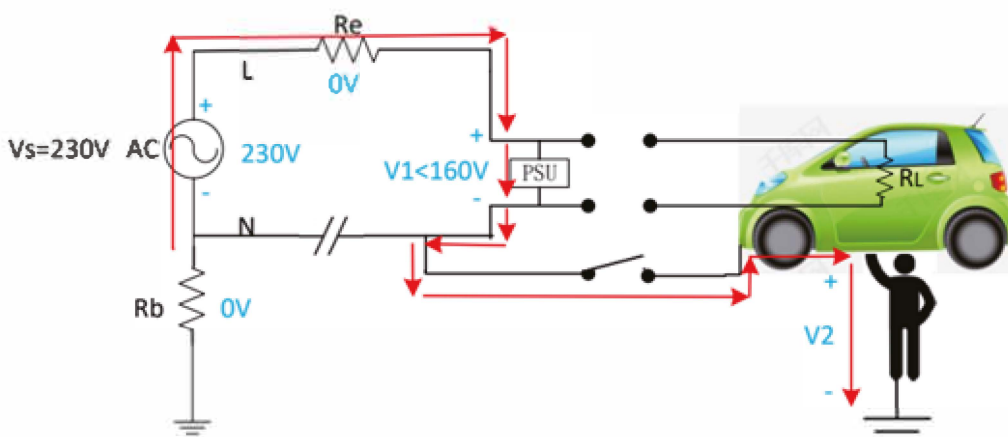 Re
L
0V
Vs=230V AC
+
-
230V
+
V1<160V
-
PSU
RL
N
Rb
0V
+
V2
-